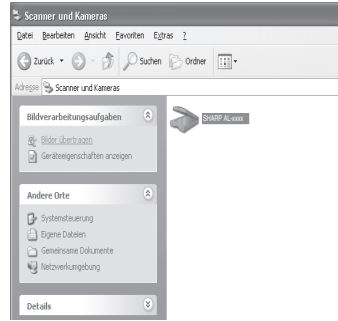 Scanner und Kameras
Datei Bearbeiten Ansicht Favoriten Extras ?
Zurück Suchen Ordner
Adresse Scanner und Kameras
Bildverarbeitungsaufgaben
Bilder übertragen
Geräteeigenschaften anzeigen
SHARP AL-xxxx
Andere Orte
Systemsteuerung
Eigene Dateien
Gemeinsame Dokumente
Netzwerkumgebung
Details